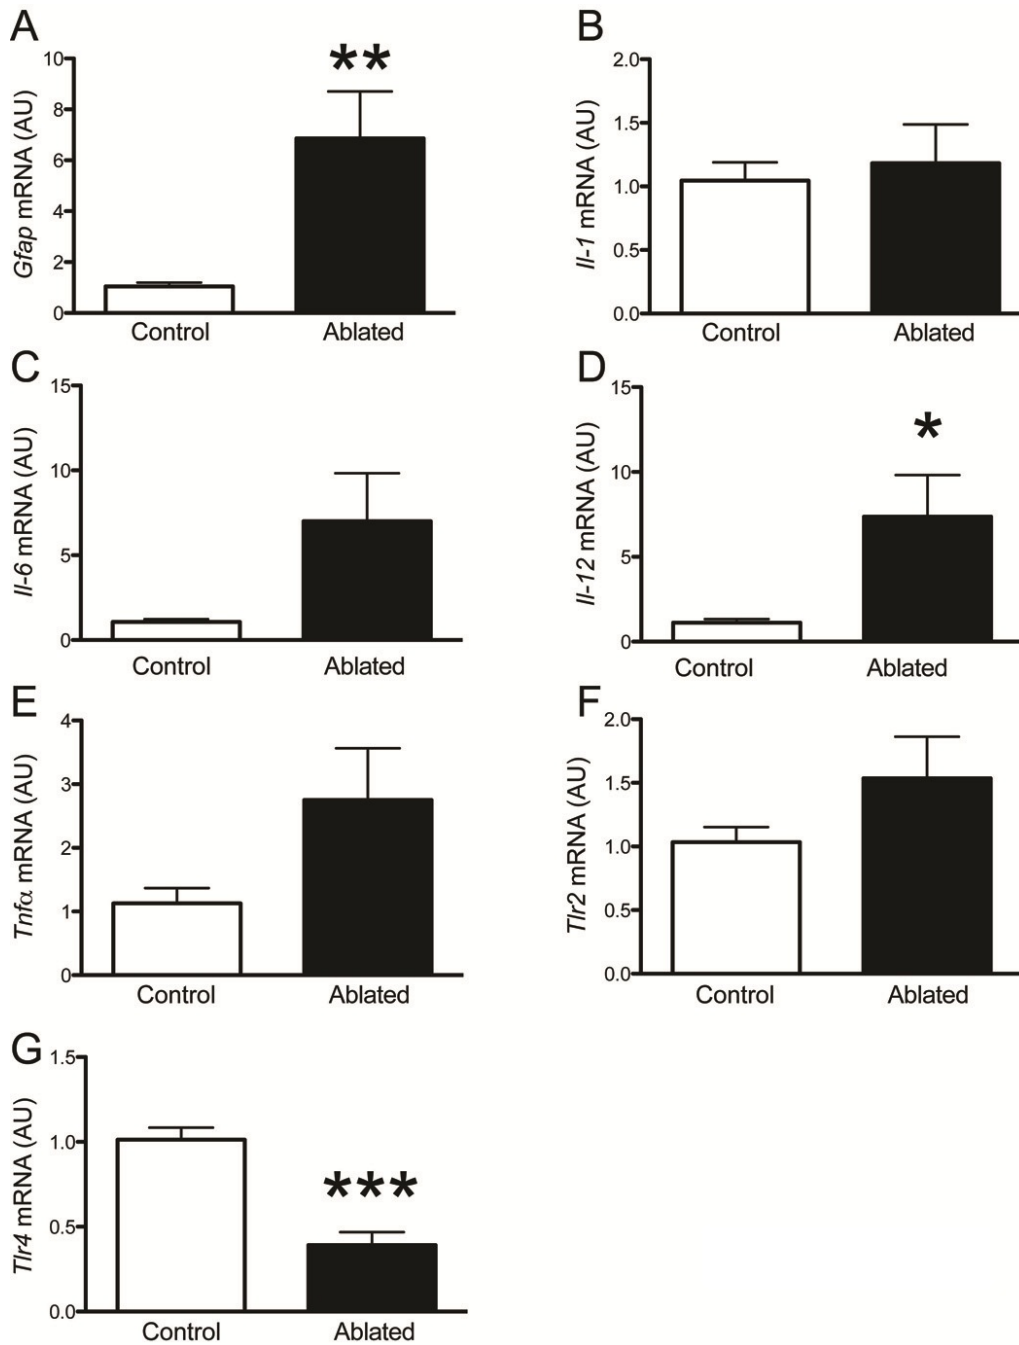 A
Gfap mRNA (AU)
10
8
6
4
2
0
**
Control Ablated
B
Il-1 mRNA (AU)
2.0
1.5
1.0
0.5
0.0
Control Ablated
C
Il-6 mRNA (AU)
15
10
5
0
Control Ablated
D
Il-12 mRNA (AU)
15
10
5
0
*
Control Ablated
E
Tnfα mRNA (AU)
4
3
2
1
0
Control Ablated
F
Tlr2 mRNA (AU)
2.0
1.5
1.0
0.5
0.0
Control Ablated
G
Tlr4 mRNA (AU)
1.5
1.0
0.5
0.0
***
Control Ablated